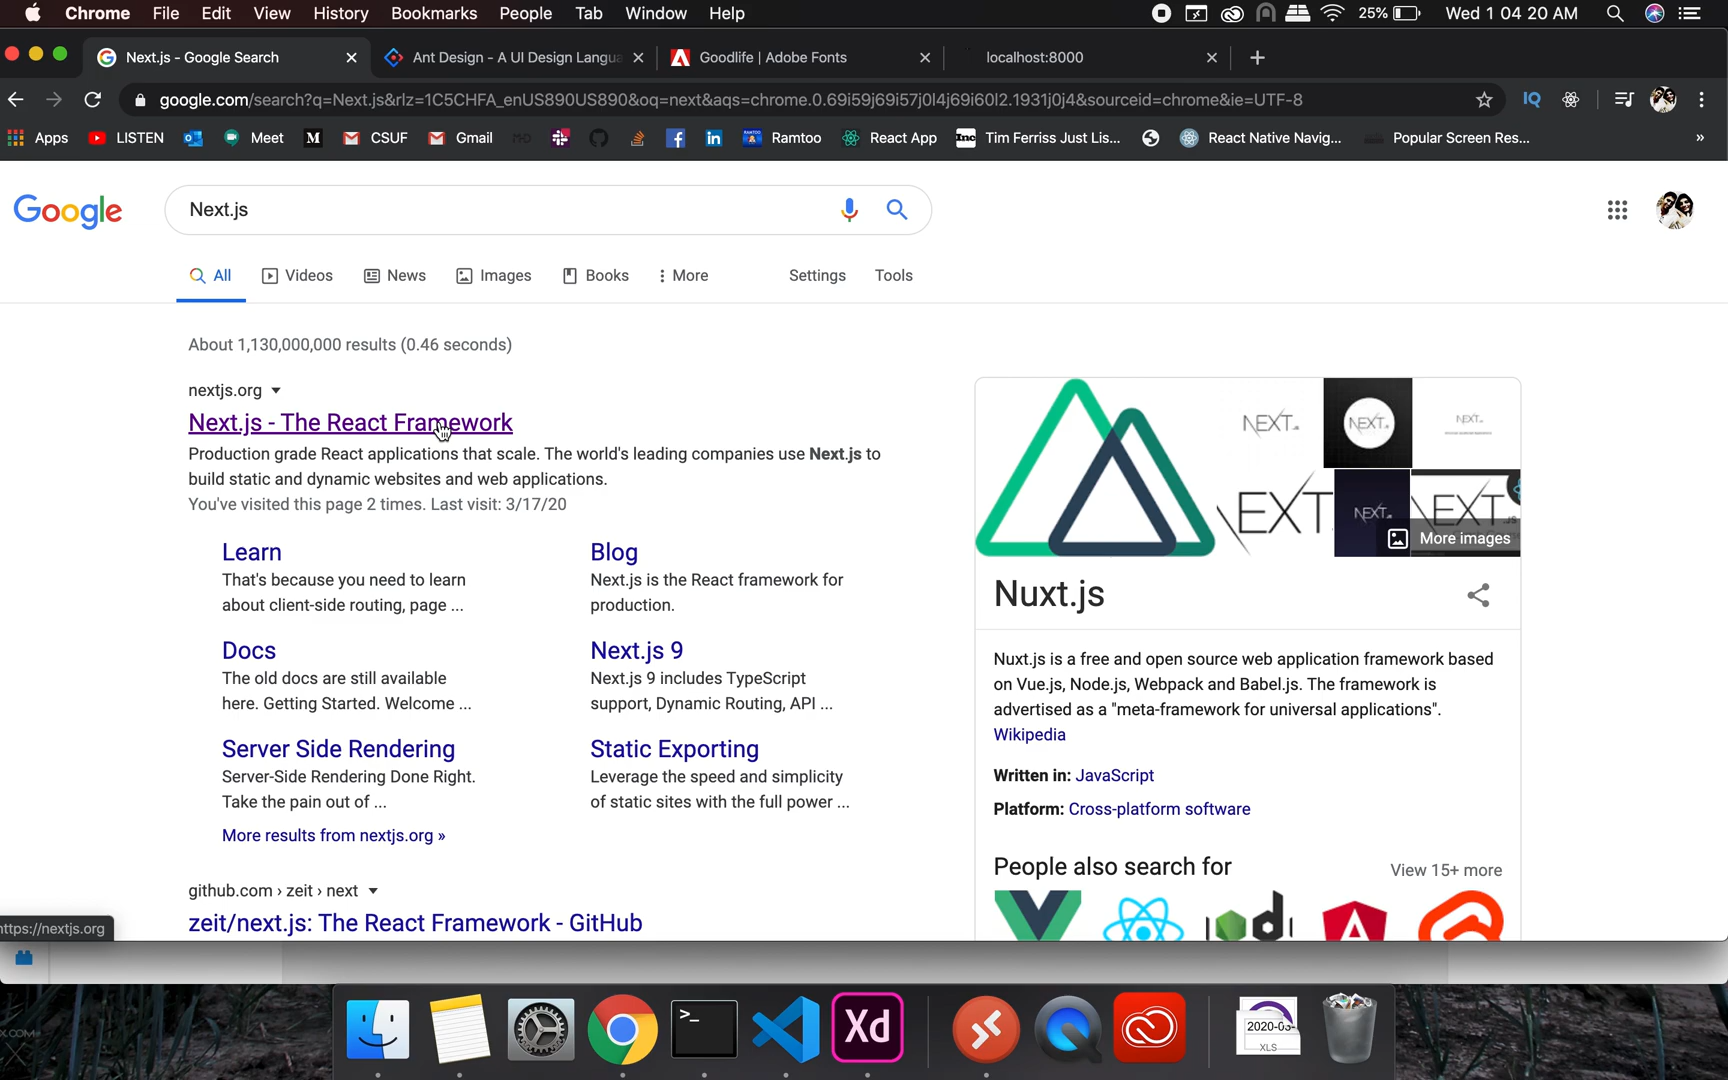 Chrome File Edit View History Bookmarks People Tab Window Help 25% Wed 1 04 20 AM
Next.js - Google Search
Ant Design - A UI Design Langua
Goodlife | Adobe Fonts
localhost:8000
google.com/search?q=Next.js&rlz=1C5CHFA_enUS890US890&oq=next&aqs=chrome.0.69i59j69i57j0l4j69i60l2.1931j0j4&sourceid=chrome&ie=UTF-8
IQ
Apps LISTEN Meet M CSUF Gmail Ramtoo React App Inc Tim Ferriss Just Lis... React Native Navig... Popular Screen Res... »
Google
Next.js
All Videos News Images Books More Settings Tools
About 1,130,000,000 results (0.46 seconds)
nextjs.org
Next.js - The React Framework
Production grade React applications that scale. The world's leading companies use Next.js to
build static and dynamic websites and web applications.
You've visited this page 2 times. Last visit: 3/17/20
Learn
That's because you need to learn
about client-side routing, page ...
Blog
Next.js is the React framework for
production.
Docs
The old docs are still available
here. Getting Started. Welcome ...
Next.js 9
Next.js 9 includes TypeScript
support, Dynamic Routing, API ...
Server Side Rendering
Server-Side Rendering Done Right.
Take the pain out of ...
Static Exporting
Leverage the speed and simplicity
of static sites with the full power ...
More results from nextjs.org »
github.com › zeit › next
zeit/next.js: The React Framework - GitHub
NEXT.
NEXT.
NEXT.
NEXT
NEXT.
NEXT
.JS
More images
Nuxt.js
Nuxt.js is a free and open source web application framework based
on Vue.js, Node.js, Webpack and Babel.js. The framework is
advertised as a "meta-framework for universal applications".
Wikipedia
Written in: JavaScript
Platform: Cross-platform software
People also search for
View 15+ more
ttps://nextjs.org
Xd
2020-03-
XLS